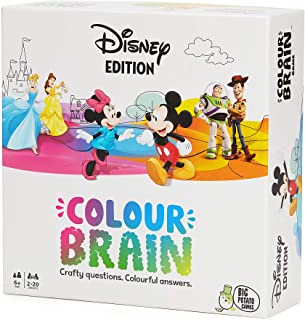 Disney
EDITION
COLOUR
BRAIN
Crafty questions. Colourful answers.
6+
2-20
BIG
POTATO
GAMES
COLOUR
BRAIN
Disney
EDITION